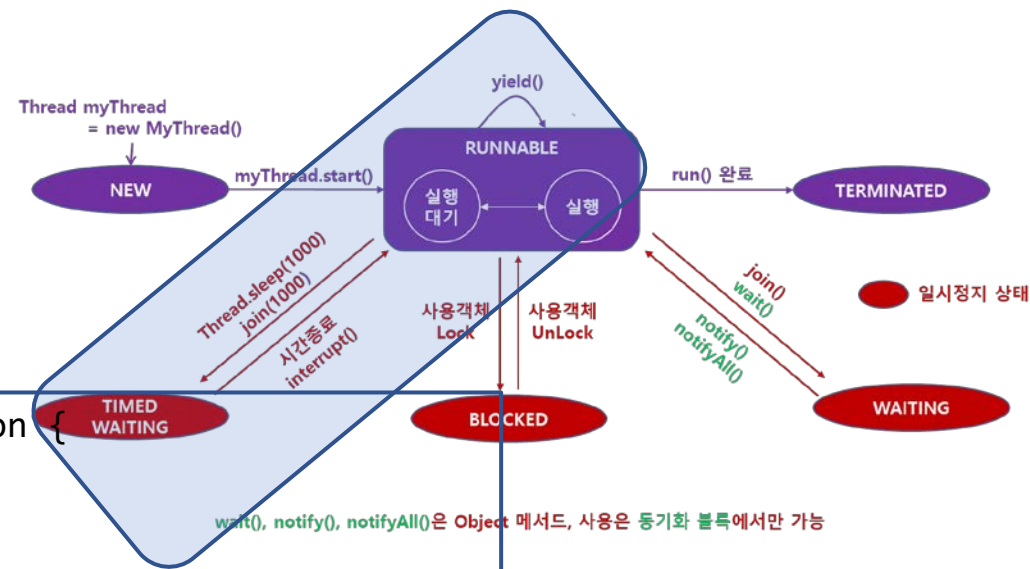 yield()
Thread myThread
= new MyThread()
RUNNABLE
NEW
myThread.start()
실행
대기
실행
run() 완료
TERMINATED
Thread.sleep(1000)
join(1000)
시간종료
interrupt()
사용객체
Lock
사용객체
UnLock
join()
wait()
notify()
notifyAll()
일시정지 상태
on {
TIMED
WAITING
BLOCKED
WAITING
wait(), notify(), notifyAll()은 Object 메서드, 사용은 동기화 블록에서만 가능